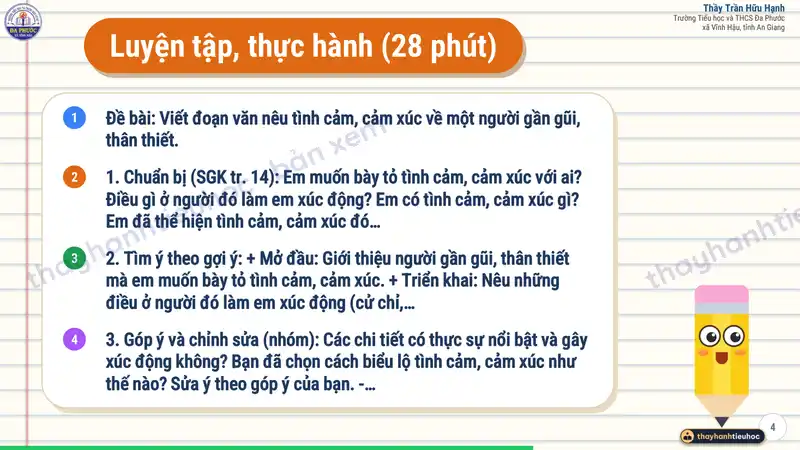 Thầy Trần Hữu Hạnh
Trường Tiểu học và THCS Đa Phước
xã Vĩnh Hậu, tỉnh An Giang
ĐA PHƯỚC
Luyện tập, thực hành (28 phút)
1
Đề bài: Viết đoạn văn nêu tình cảm, cảm xúc về một người gần gũi,
thân thiết.
2
1. Chuẩn bị (SGK tr. 14): Em muốn bày tỏ tình cảm, cảm xúc với ai?
Điều gì ở người đó làm em xúc động? Em có tình cảm, cảm xúc gì?
Em đã thể hiện tình cảm, cảm xúc đó...
3
2. Tìm ý theo gợi ý: + Mở đầu: Giới thiệu người gần gũi, thân thiết
mà em muốn bày tỏ tình cảm, cảm xúc. + Triển khai: Nêu những
điều ở người đó làm em xúc động (cử chỉ,...
4
3. Góp ý và chỉnh sửa (nhóm): Các chi tiết có thực sự nổi bật và gây
xúc động không? Bạn đã chọn cách biểu lộ tình cảm, cảm xúc như
thế nào? Sửa ý theo góp ý của bạn. -...
4
thayhanhtieuhoc